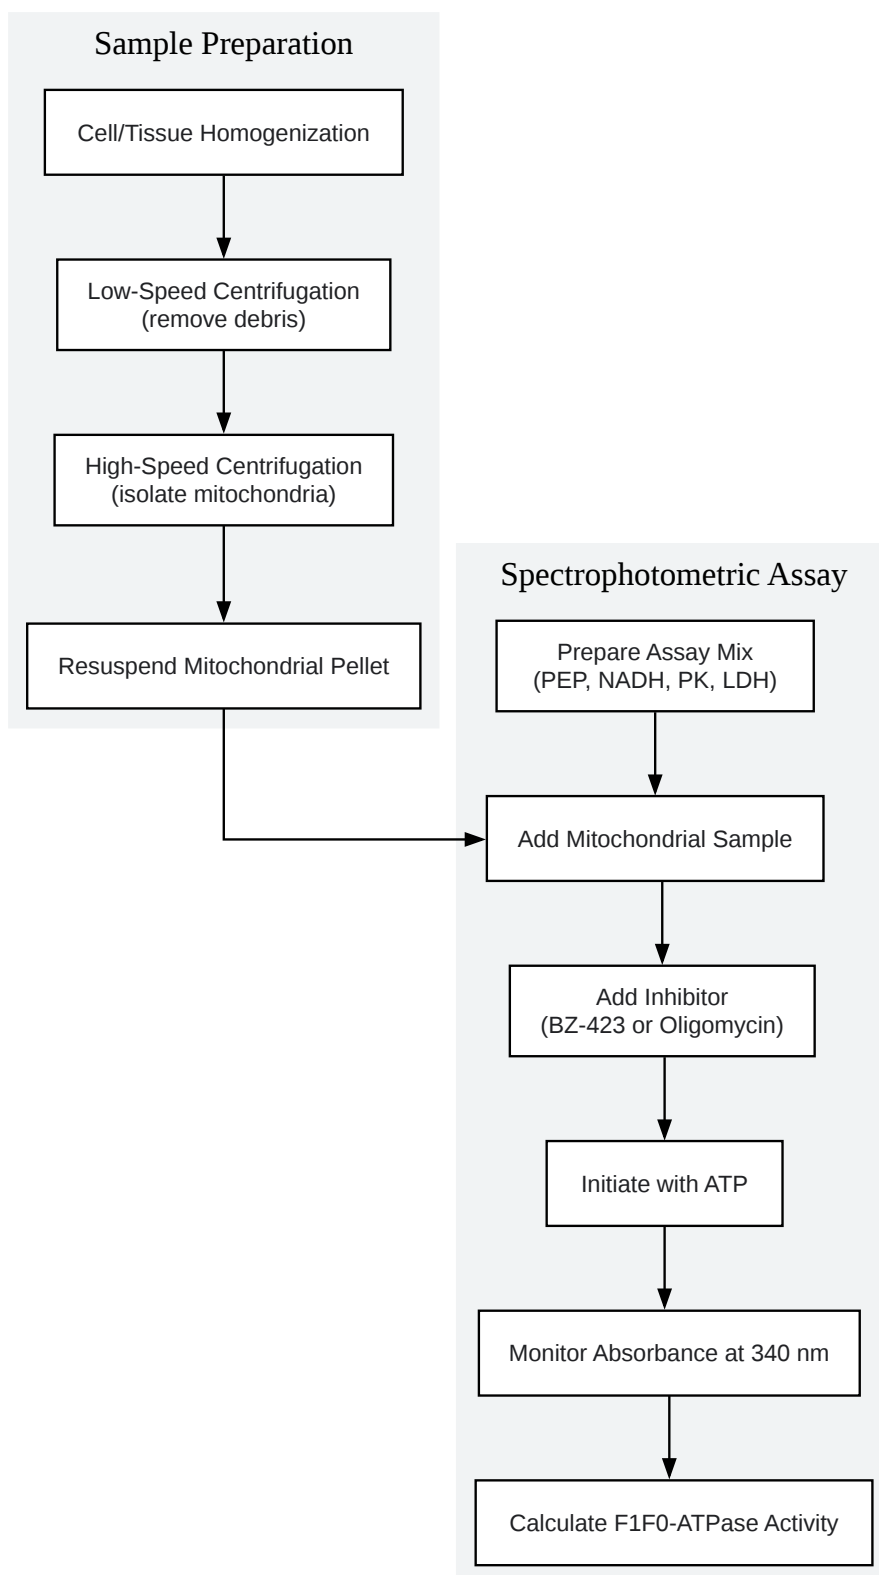 Sample Preparation
Cell/Tissue Homogenization
Low-Speed Centrifugation
(remove debris)
High-Speed Centrifugation
(isolate mitochondria)
Resuspend Mitochondrial Pellet
Spectrophotometric Assay
Prepare Assay Mix
(PEP, NADH, PK, LDH)
Add Mitochondrial Sample
Add Inhibitor
(BZ-423 or Oligomycin)
Initiate with ATP
Monitor Absorbance at 340 nm
Calculate F1F0-ATPase Activity